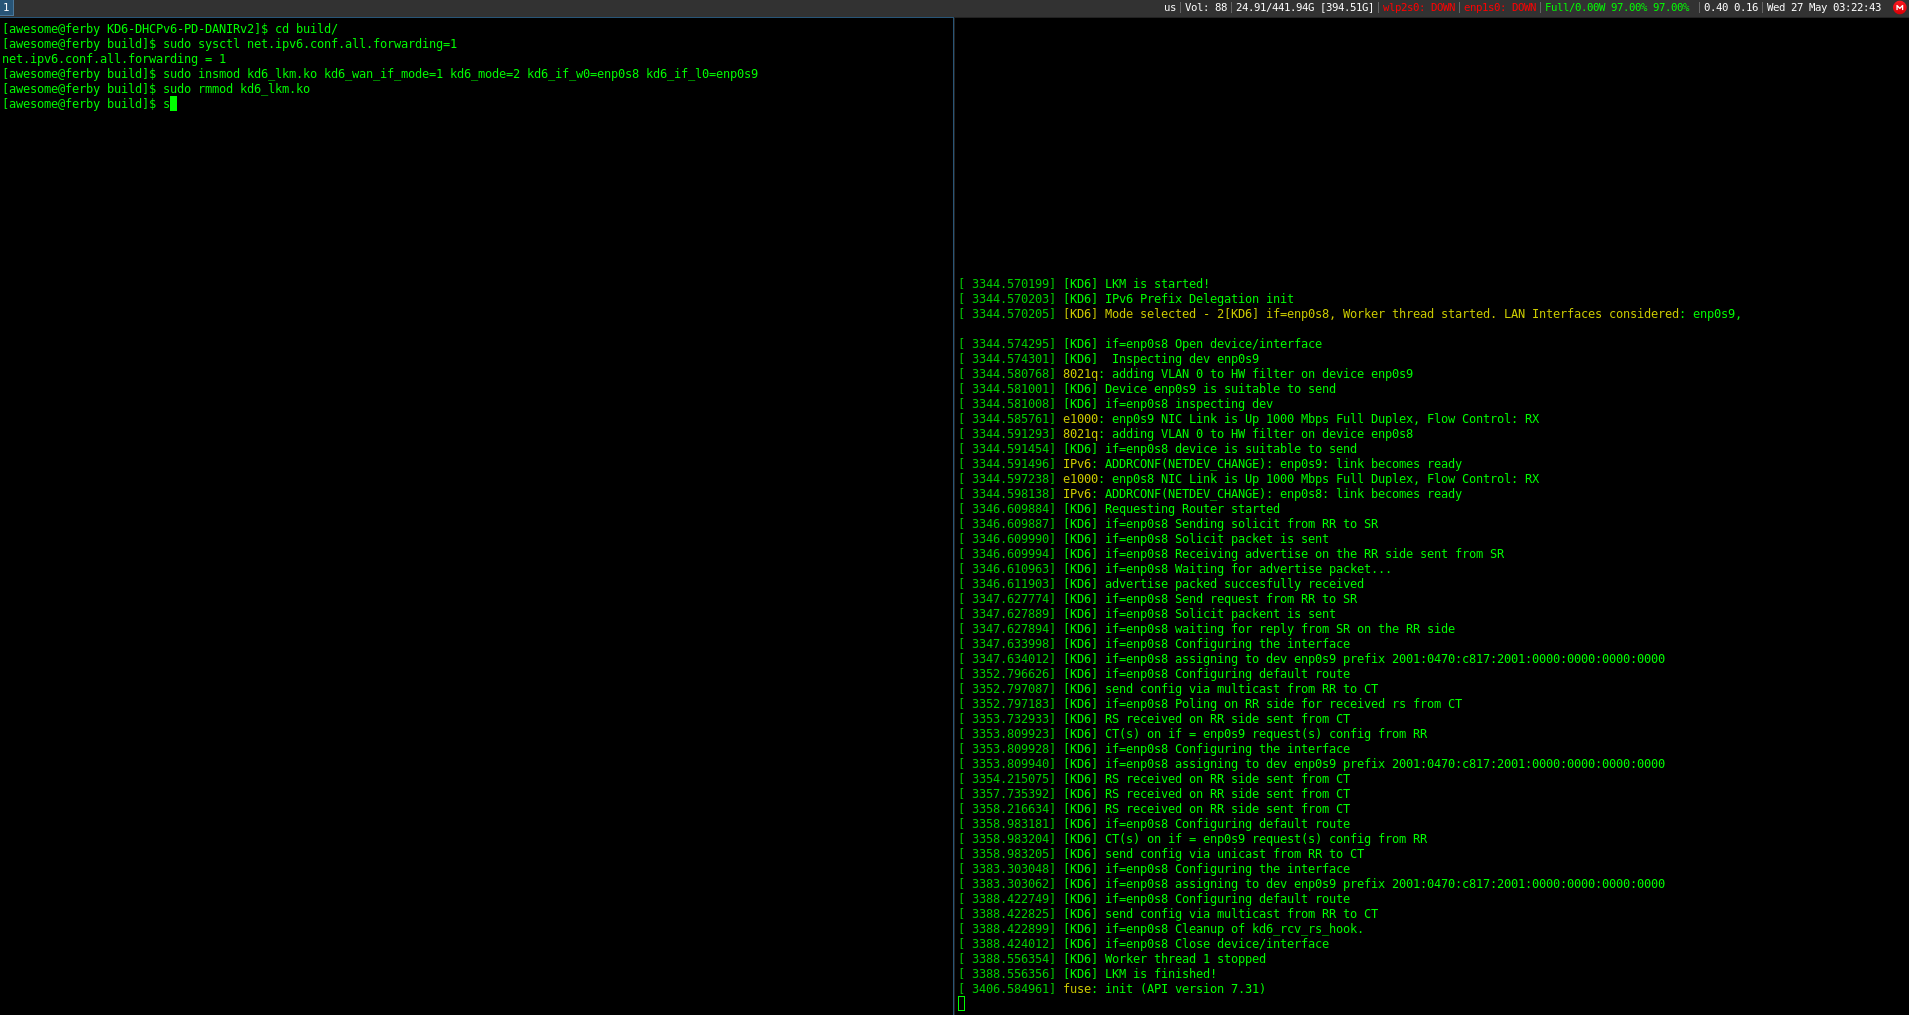 1 us Vol: 88 24.91/441.94G [394.51G] wlp2s0: DOWN enp1s0: DOWN Full/0.00W 97.00% 97.00% 0.40 0.16 Wed 27 May 03:22:43
[awesome@ferby KD6-DHCPv6-PD-DANIRv2]$ cd build/
[awesome@ferby build]$ sudo sysctl net.ipv6.conf.all.forwarding=1
net.ipv6.conf.all.forwarding = 1
[awesome@ferby build]$ sudo insmod kd6_lkm.ko kd6_wan_if_mode=1 kd6_mode=2 kd6_if_w0=enp0s8 kd6_if_l0=enp0s9
[awesome@ferby build]$ sudo rmmod kd6_lkm.ko
[awesome@ferby build]$ s
[ 3344.570199] [KD6] LKM is started!
[ 3344.570203] [KD6] IPv6 Prefix Delegation init
[ 3344.570205] [KD6] Mode selected - 2[KD6] if=enp0s8, Worker thread started. LAN Interfaces considered: enp0s9,
[ 3344.574295] [KD6] if=enp0s8 Open device/interface
[ 3344.574301] [KD6]  Inspecting dev enp0s9
[ 3344.580768] 8021q: adding VLAN 0 to HW filter on device enp0s9
[ 3344.581001] [KD6] Device enp0s9 is suitable to send
[ 3344.581008] [KD6] if=enp0s8 inspecting dev
[ 3344.585761] e1000: enp0s9 NIC Link is Up 1000 Mbps Full Duplex, Flow Control: RX
[ 3344.591293] 8021q: adding VLAN 0 to HW filter on device enp0s8
[ 3344.591454] [KD6] if=enp0s8 device is suitable to send
[ 3344.591496] IPv6: ADDRCONF(NETDEV_CHANGE): enp0s9: link becomes ready
[ 3344.597238] e1000: enp0s8 NIC Link is Up 1000 Mbps Full Duplex, Flow Control: RX
[ 3344.598138] IPv6: ADDRCONF(NETDEV_CHANGE): enp0s8: link becomes ready
[ 3346.609884] [KD6] Requesting Router started
[ 3346.609887] [KD6] if=enp0s8 Sending solicit from RR to SR
[ 3346.609990] [KD6] if=enp0s8 Solicit packet is sent
[ 3346.609994] [KD6] if=enp0s8 Receiving advertise on the RR side sent from SR
[ 3346.610963] [KD6] if=enp0s8 Waiting for advertise packet...
[ 3346.611903] [KD6] advertise packed succesfully received
[ 3347.627774] [KD6] if=enp0s8 Send request from RR to SR
[ 3347.627889] [KD6] if=enp0s8 Solicit packent is sent
[ 3347.627894] [KD6] if=enp0s8 waiting for reply from SR on the RR side
[ 3347.633998] [KD6] if=enp0s8 Configuring the interface
[ 3347.634012] [KD6] if=enp0s8 assigning to dev enp0s9 prefix 2001:0470:c817:2001:0000:0000:0000:0000
[ 3352.796626] [KD6] if=enp0s8 Configuring default route
[ 3352.797087] [KD6] send config via multicast from RR to CT
[ 3352.797183] [KD6] if=enp0s8 Poling on RR side for received rs from CT
[ 3353.732933] [KD6] RS received on RR side sent from CT
[ 3353.809923] [KD6] CT(s) on if = enp0s9 request(s) config from RR
[ 3353.809928] [KD6] if=enp0s8 Configuring the interface
[ 3353.809940] [KD6] if=enp0s8 assigning to dev enp0s9 prefix 2001:0470:c817:2001:0000:0000:0000:0000
[ 3354.215075] [KD6] RS received on RR side sent from CT
[ 3357.735392] [KD6] RS received on RR side sent from CT
[ 3358.216634] [KD6] RS received on RR side sent from CT
[ 3358.983181] [KD6] if=enp0s8 Configuring default route
[ 3358.983204] [KD6] CT(s) on if = enp0s9 request(s) config from RR
[ 3358.983205] [KD6] send config via unicast from RR to CT
[ 3383.303048] [KD6] if=enp0s8 Configuring the interface
[ 3383.303062] [KD6] if=enp0s8 assigning to dev enp0s9 prefix 2001:0470:c817:2001:0000:0000:0000:0000
[ 3388.422749] [KD6] if=enp0s8 Configuring default route
[ 3388.422825] [KD6] send config via multicast from RR to CT
[ 3388.422899] [KD6] if=enp0s8 Cleanup of kd6_rcv_rs_hook.
[ 3388.424012] [KD6] if=enp0s8 Close device/interface
[ 3388.556354] [KD6] Worker thread 1 stopped
[ 3388.556356] [KD6] LKM is finished!
[ 3406.584961] fuse: init (API version 7.31)